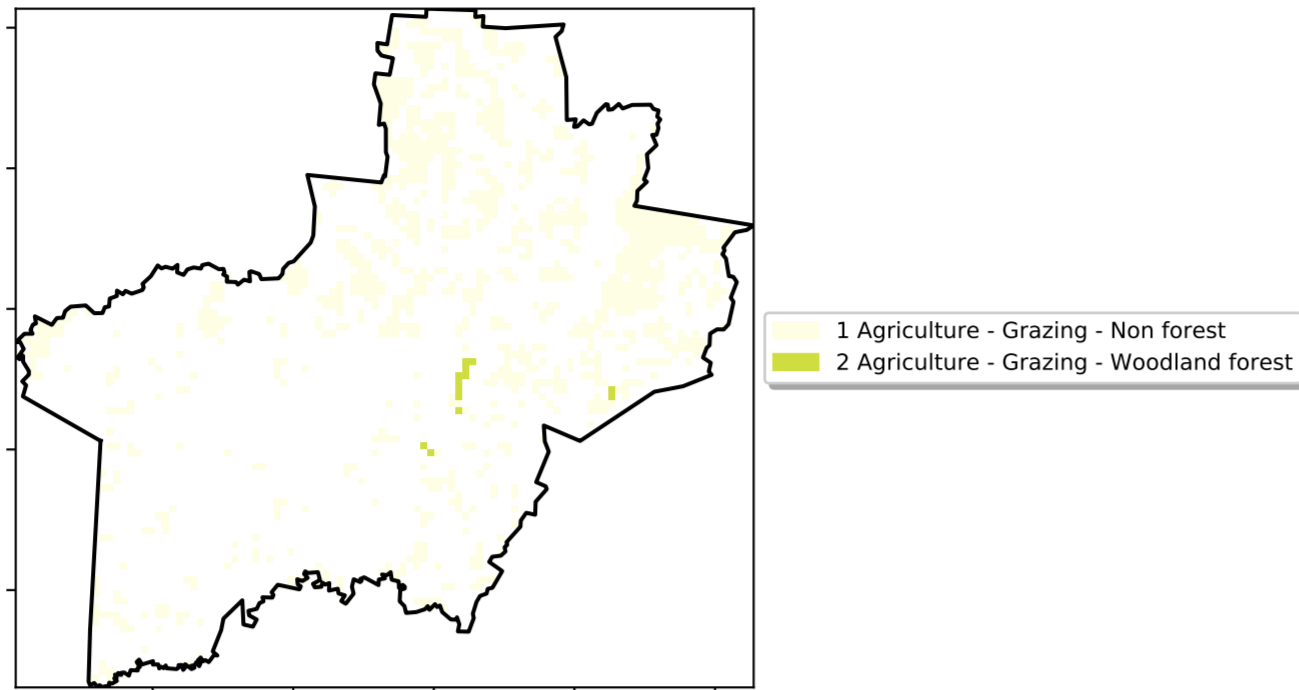 1 Agriculture - Grazing - Non forest
2 Agriculture - Grazing - Woodland forest